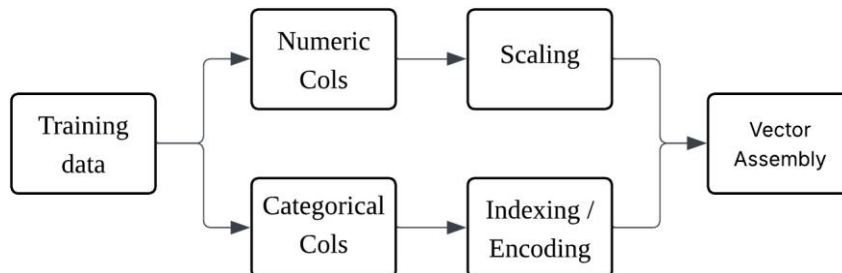 Training
data
Numeric
Cols
Scaling
Categorical
Cols
Indexing /
Encoding
Vector
Assembly